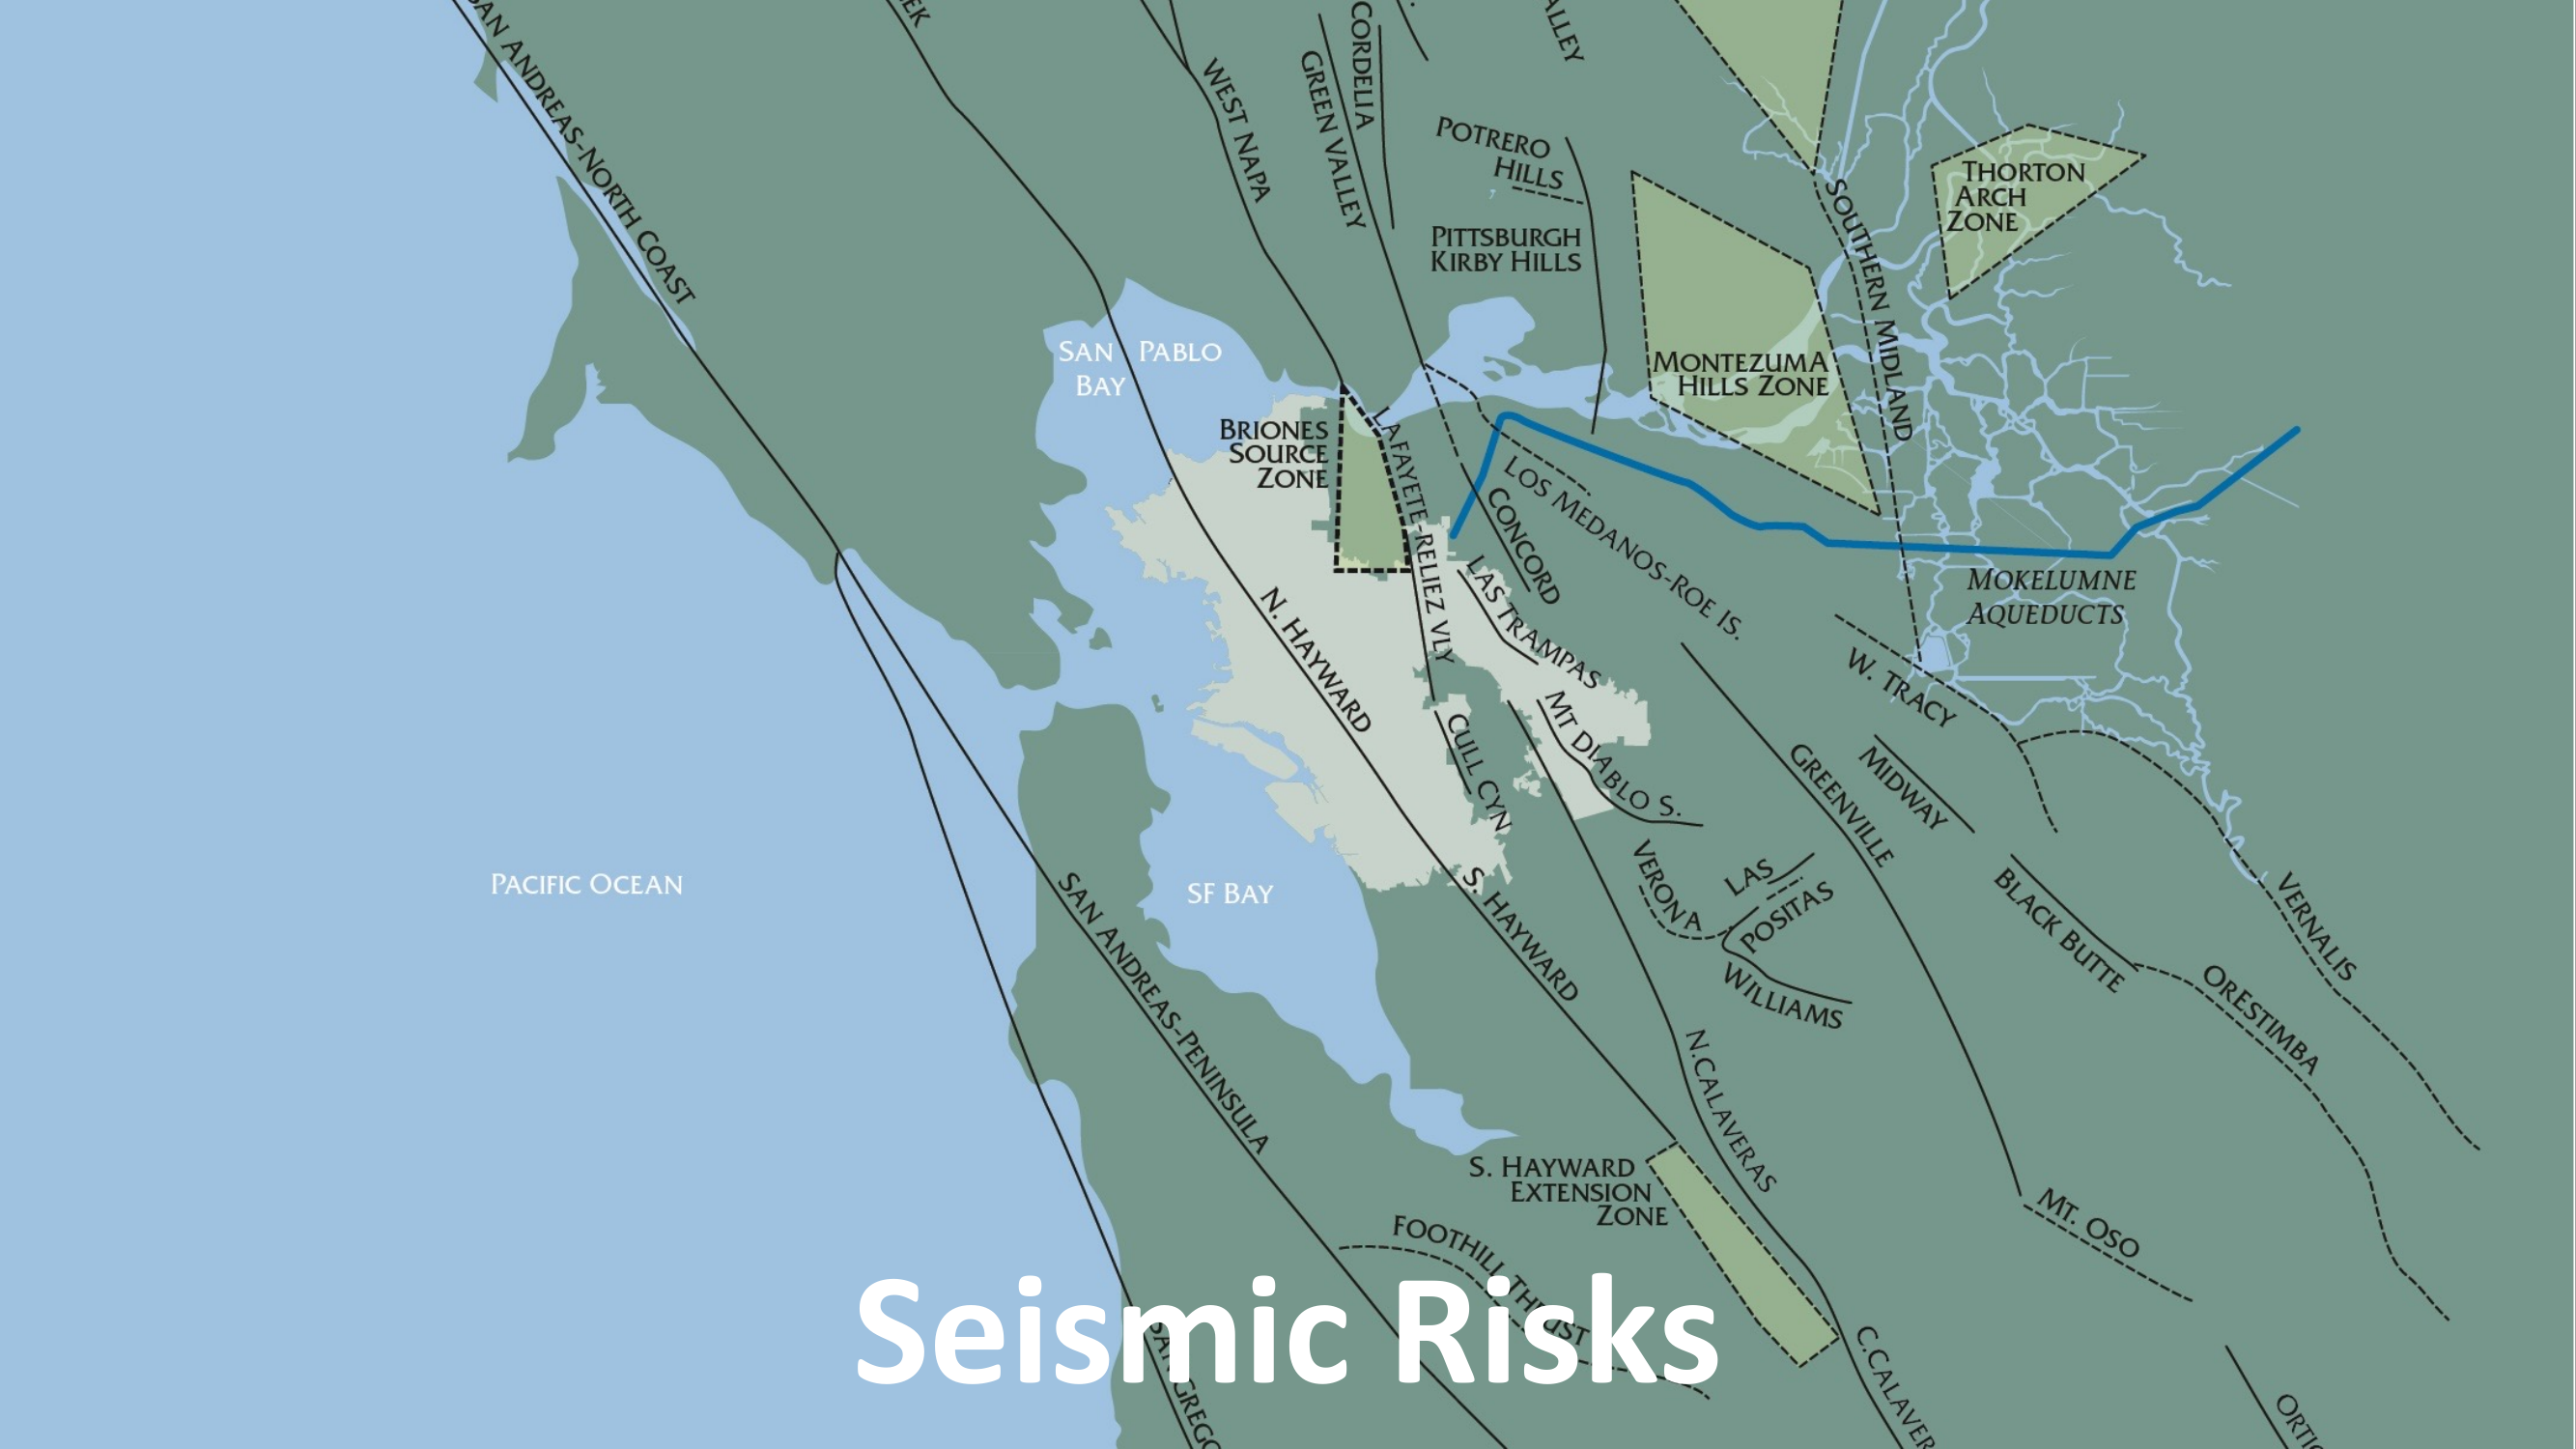 SAN ANDREAS-NORTH COAST
WEST NAPA
GREEN VALLEY
CORDELIA
POTRERO
HILLS
PITTSBURGH
KIRBY HILLS
THORTON
ARCH
ZONE
SOUTHERN MIDLAND
MONTEZUMA
HILLS ZONE
SAN PABLO
BAY
BRIONES
SOURCE
ZONE
LAFAYETE-RELIEZ VLY
LOS MEDANOS-ROE IS.
CONCORD
LAS TRAMPAS
MOKELUMNE
AQUEDUCTS
N. HAYWARD
W. TRACY
CULL CYN
MT DIABLO S.
GREENVILLE
MIDWAY
VERONA
LAS
POSITAS
WILLIAMS
BLACK BUTTE
VERNALIS
ORESTIMBA
PACIFIC OCEAN
SF BAY
S. HAYWARD
SAN ANDREAS-PENINSULA
N.CALAVERAS
S. HAYWARD
EXTENSION
ZONE
MT. OSO
FOOTHILL THRUST
Seismic Risks